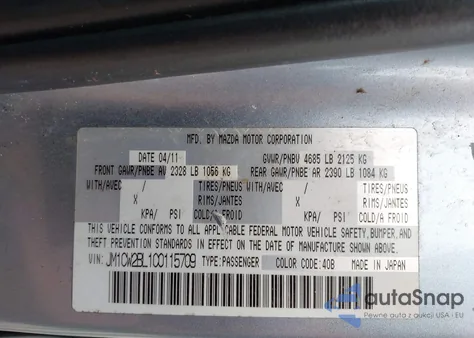 MFD. BY MAZDA MOTOR CORPORATION
DATE 04/11 GVWR/PNBV 4685 LB 2125 KG
FRONT GAWR/PNBE AV 2328 LB 1056 KG REAR GAWR/PNBE AR 2390 LB 1084 KG
WITH/AVEC / TIRES/PNEUS WITH/AVEC / TIRES/PNEUS
X RIMS/JANTES X RIMS/JANTES
KPA/ PSI COLD/A FROID KPA/ PSI COLD/A FROID
THIS VEHICLE CONFORMS TO ALL APPLICABLE FEDERAL MOTOR VEHICLE SAFETY, BUMPER, AND
THEFT PREVENTION STANDARDS IN EFFECT ON THE DATE OF MANUFACTURE SHOWN ABOVE.
VIN: JM1CW2BL1C0115709 TYPE:PASSENGER COLOR CODE:40B MADE IN JAPAN
autoSnap
Pewne auta z aukcji USA i EU